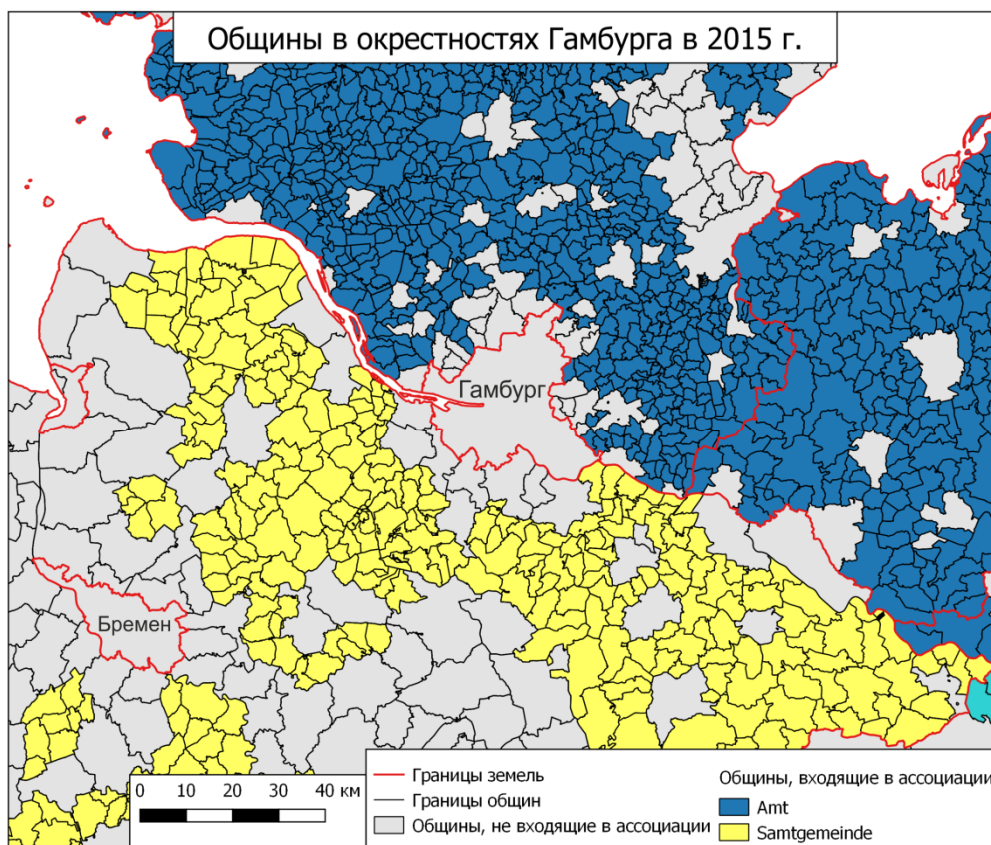 Общины в окрестностях Гамбурга в 2015 г.
Гамбург
Бремен
0 10 20 30 40 км
Границы земель
Границы общин
Общины, не входящие в ассоциации
Общины, входящие в ассоциации
Amt
Samtgemeinde